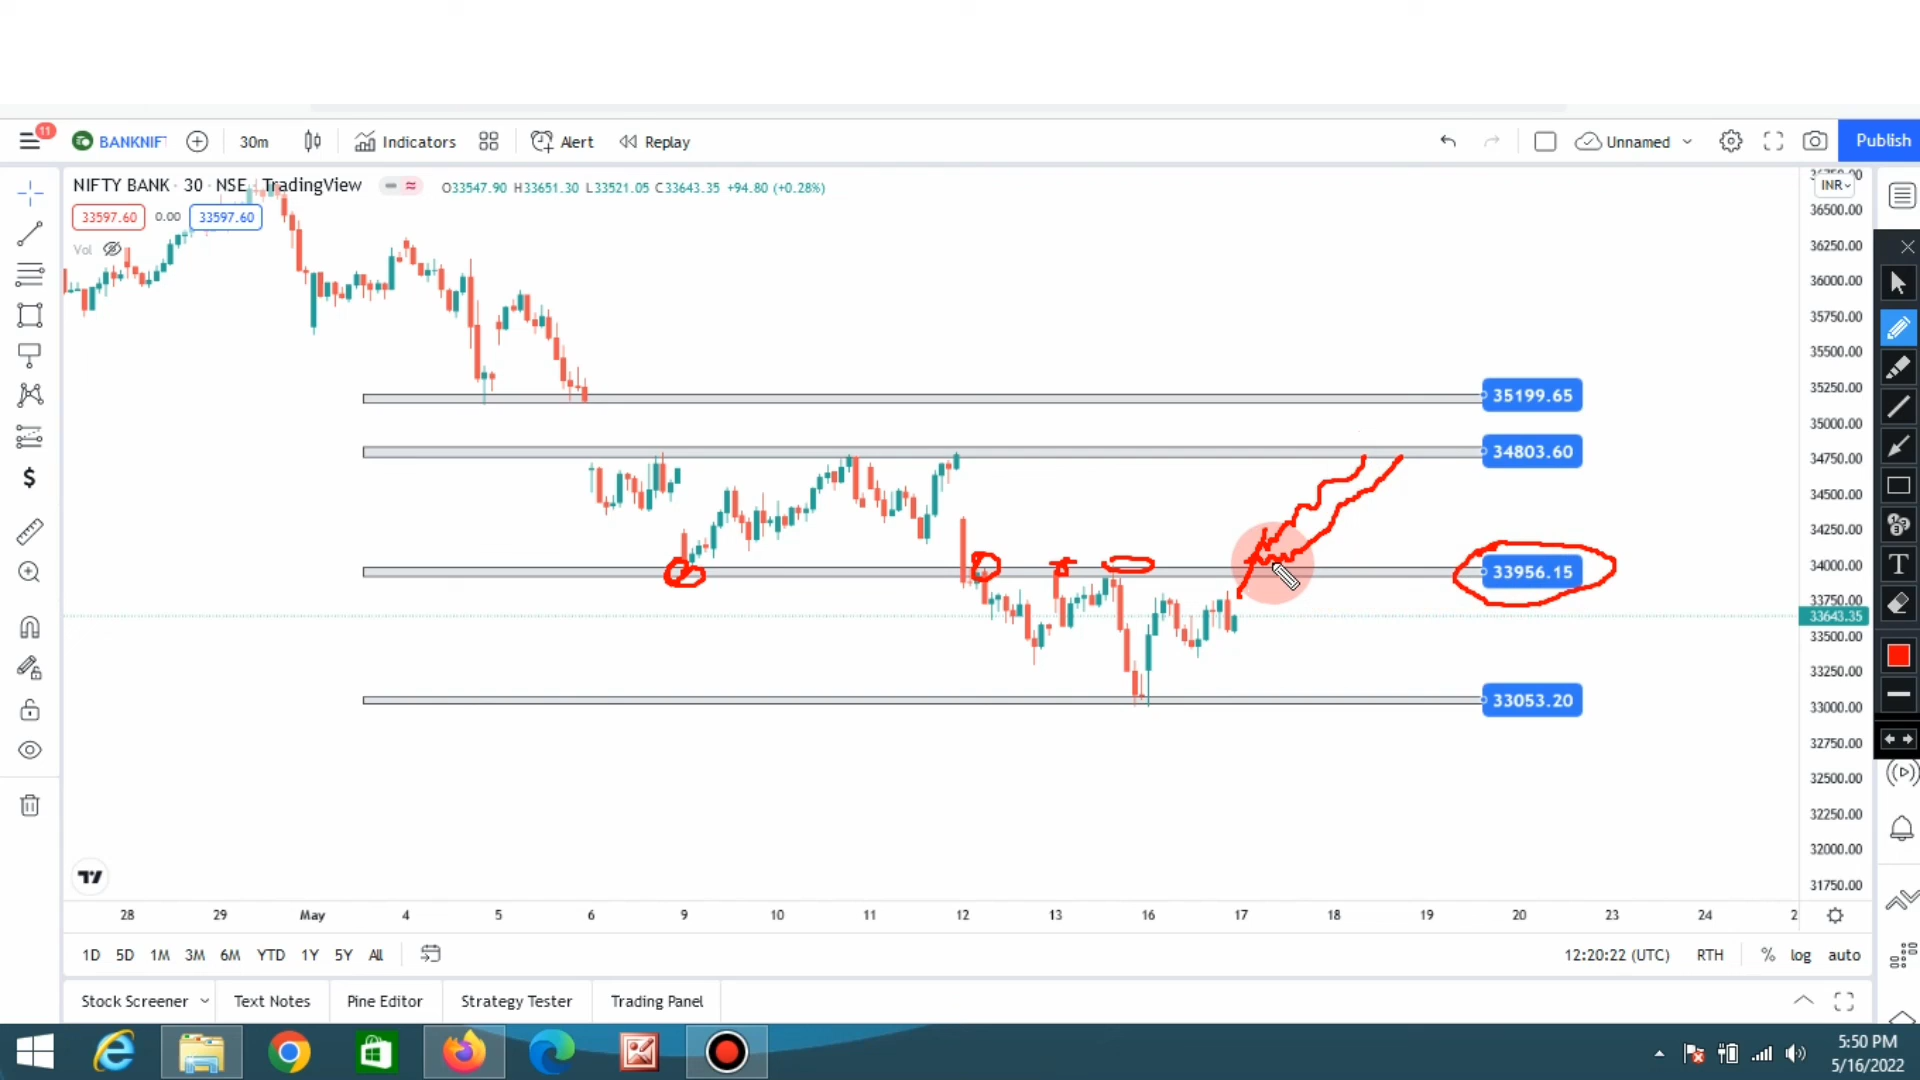 11
BANKNIF
30m
Indicators
Alert
Replay
Unnamed
Publish
NIFTY BANK · 30 · NSE TradingView
O33547.90 H33651.30 L33521.05 C33643.35 +94.80 (+0.28%)
INR
33597.60 0.00 33597.60
Vol
36500.00
36250.00
36000.00
35750.00
35500.00
35250.00
35000.00
34750.00
34500.00
34250.00
34000.00
33750.00
33643.35
33500.00
33250.00
33000.00
32750.00
32500.00
32250.00
32000.00
31750.00
35199.65
34803.60
33956.15
33053.20
T
28 29 May 4 5 6 9 10 11 12 13 16 17 18 19 20 23 24 2
1D 5D 1M 3M 6M YTD 1Y 5Y All
12:20:22 (UTC) RTH % log auto
Stock Screener Text Notes Pine Editor Strategy Tester Trading Panel
5:50 PM
5/16/2022